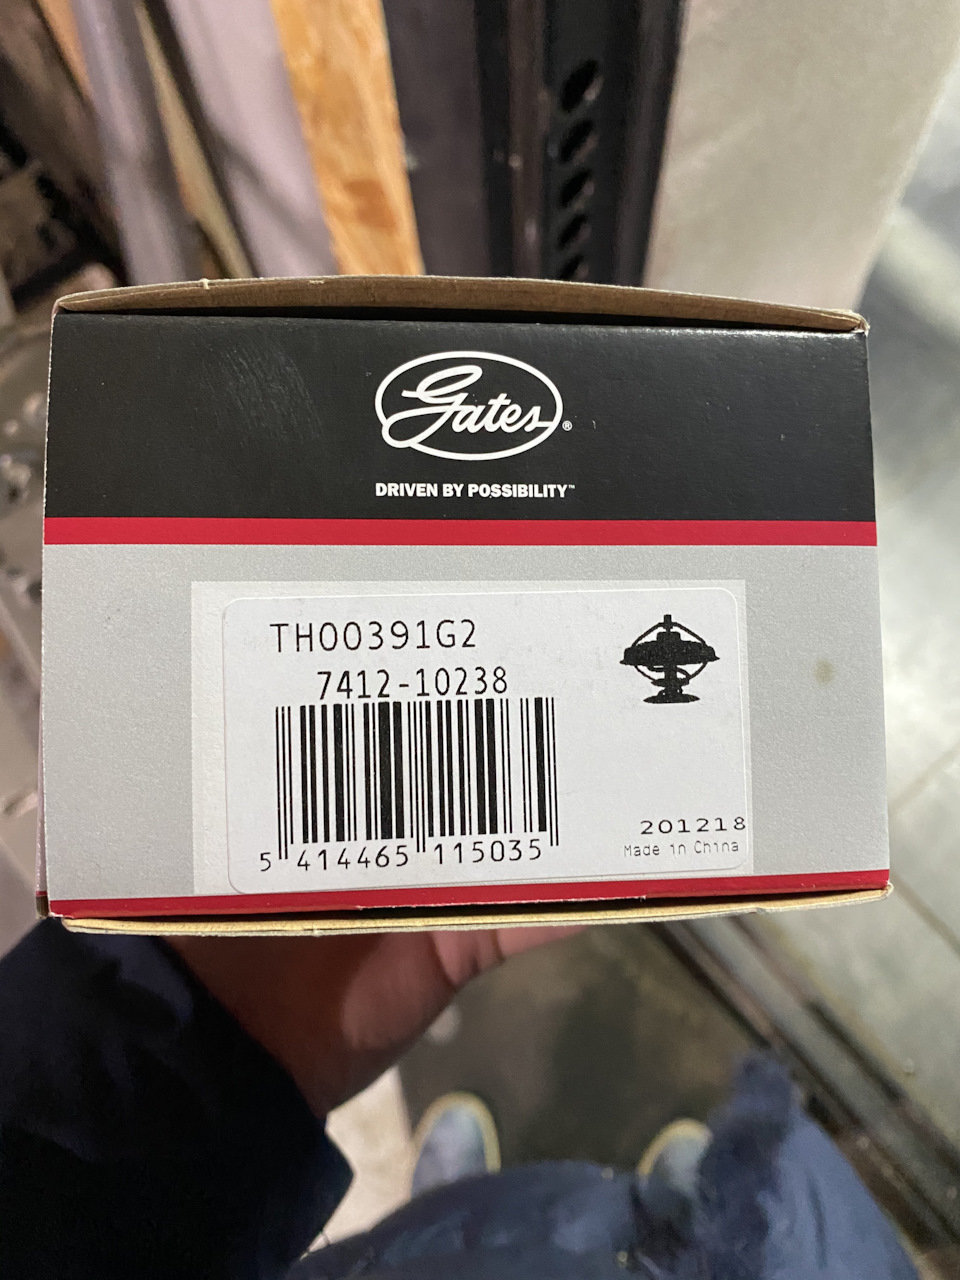 Gates®
DRIVEN BY POSSIBILITY™
TH00391G2
7412-10238
5 414465 115035
201218
Made in China